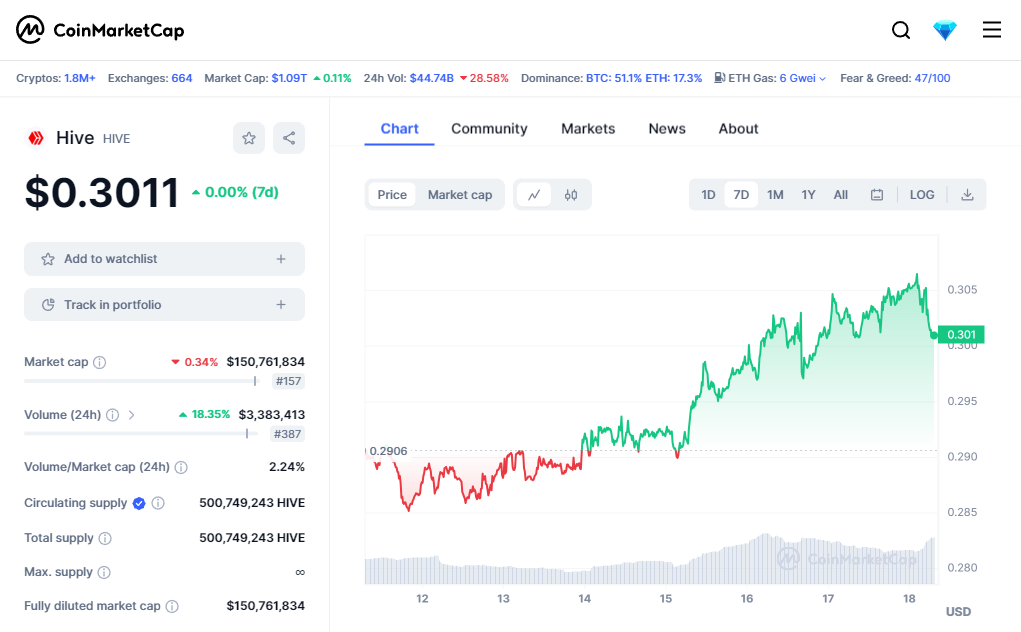 CoinMarketCap
Cryptos: 1.8M+ Exchanges: 664 Market Cap: $1.09T 0.11% 24h Vol: $44.74B 28.58% Dominance: BTC: 51.1% ETH: 17.3% ETH Gas: 6 Gwei Fear & Greed: 47/100
Hive HIVE
$0.3011 0.00% (7d)
Add to watchlist +
Track in portfolio +
Market cap 0.34% $150,761,834
#157
Volume (24h) 18.35% $3,383,413
#387
Volume/Market cap (24h) 2.24%
Circulating supply 500,749,243 HIVE
Total supply 500,749,243 HIVE
Max. supply ∞
Fully diluted market cap $150,761,834
Chart Community Markets News About
Price Market cap 1D 7D 1M 1Y All LOG
0.305
0.301
0.300
0.295
0.2906
0.290
0.285
CoinMarketCap
0.280
12 13 14 15 16 17 18
USD